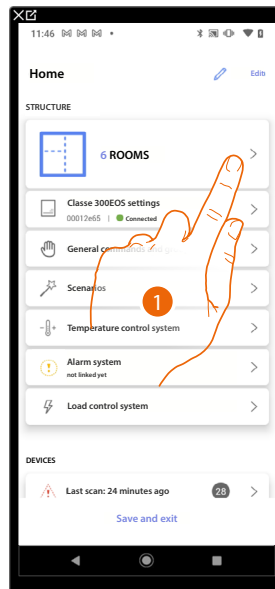 11:46
Home
Edit
STRUCTURE
6 ROOMS
Classe 300EOS settings
00012e65 | Connected
General commands
Scenarios
1
Temperature control system
Alarm system
not linked yet
Load control system
DEVICES
Last scan: 24 minutes ago 28
Save and exit